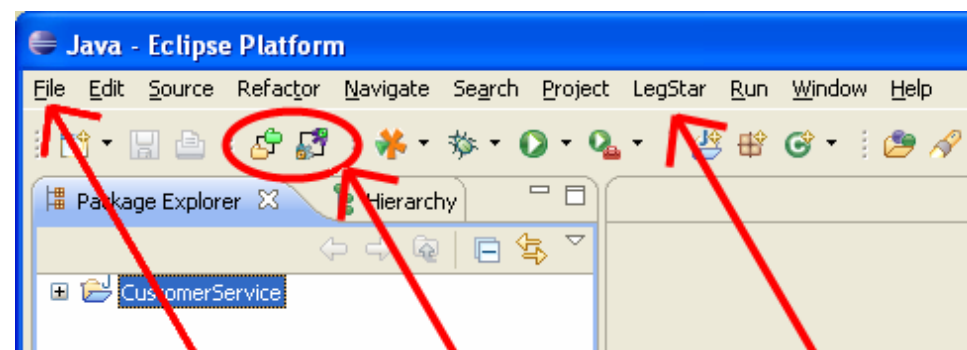 Java - Eclipse Platform
File Edit Source Refactor Navigate Search Project LegStar Run Window Help
Package Explorer Hierarchy
CustomerService